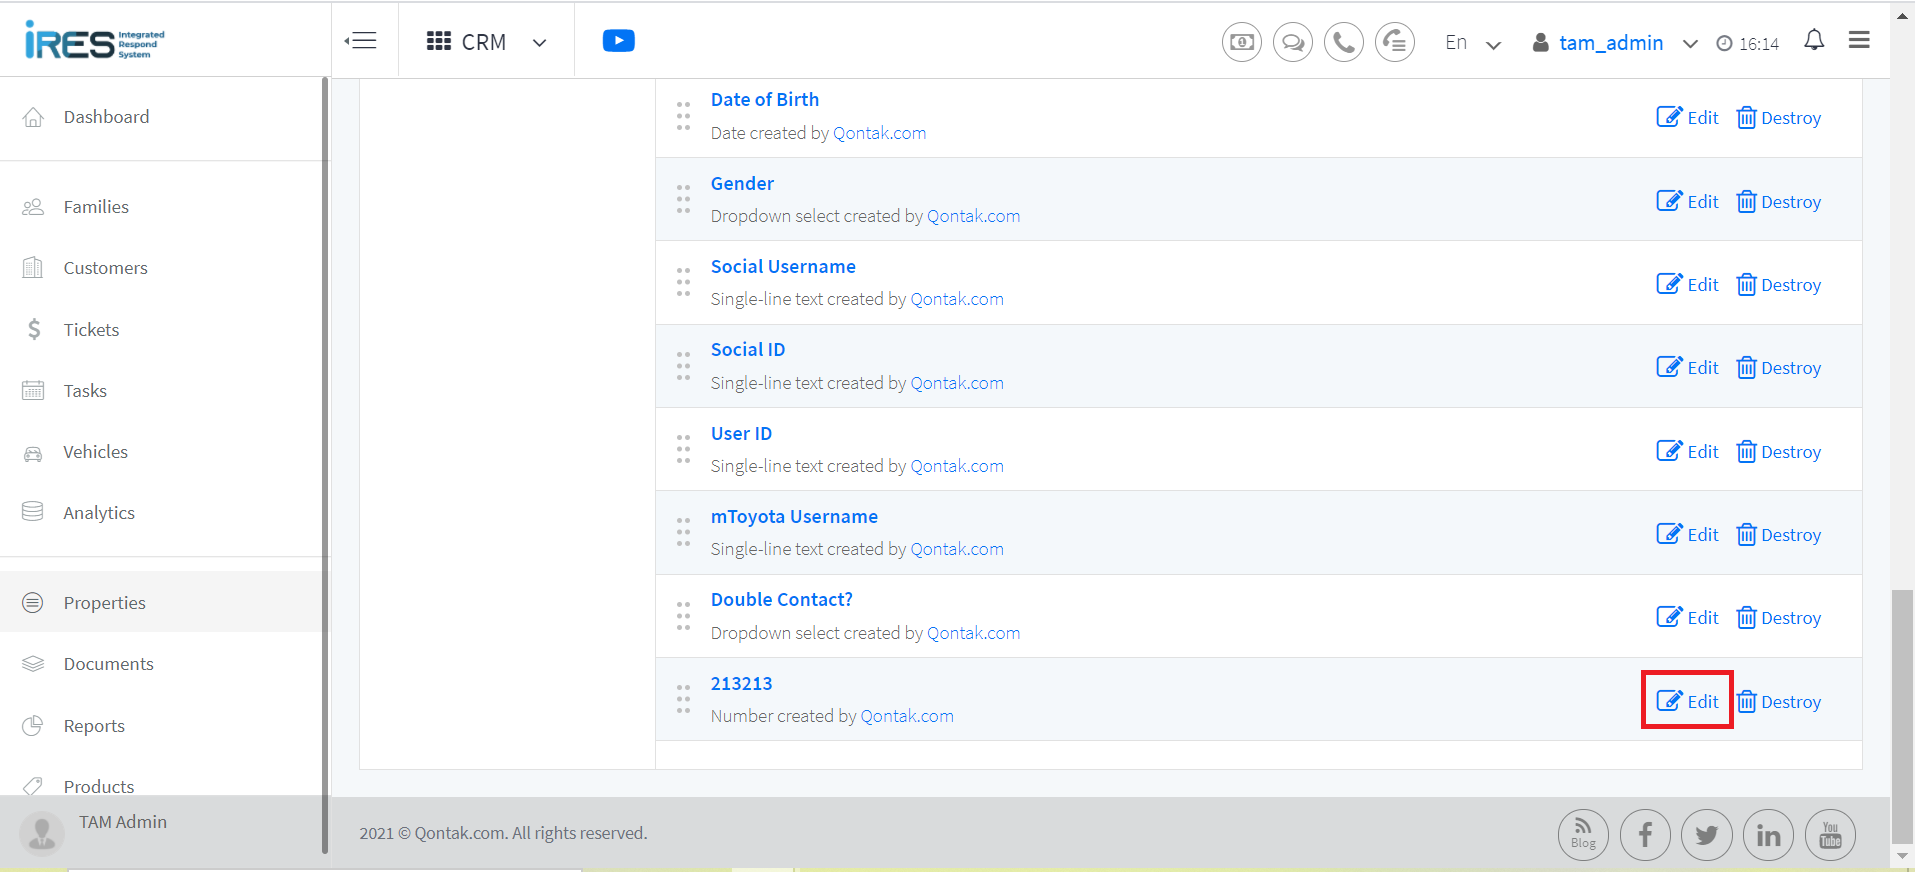 iRES Integrated Respond System
CRM
En
tam_admin
16:14
Dashboard
Families
Customers
Tickets
Tasks
Vehicles
Analytics
Properties
Documents
Reports
Products
TAM Admin
Date of Birth
Date created by Qontak.com
Edit Destroy
Gender
Dropdown select created by Qontak.com
Edit Destroy
Social Username
Single-line text created by Qontak.com
Edit Destroy
Social ID
Single-line text created by Qontak.com
Edit Destroy
User ID
Single-line text created by Qontak.com
Edit Destroy
mToyota Username
Single-line text created by Qontak.com
Edit Destroy
Double Contact?
Dropdown select created by Qontak.com
Edit Destroy
213213
Number created by Qontak.com
Edit Destroy
2021 © Qontak.com. All rights reserved.
Blog
You Tube